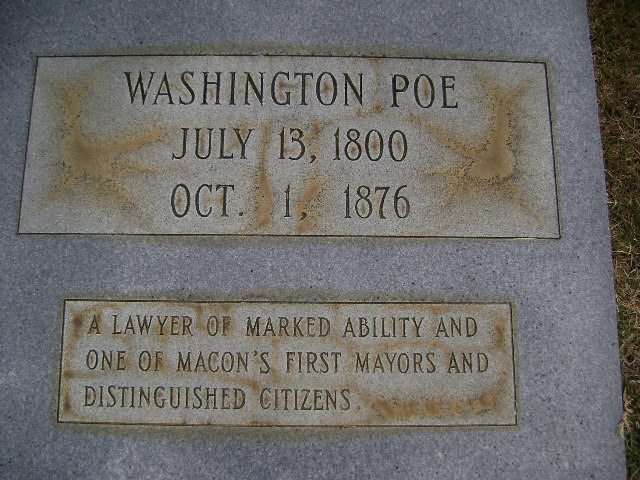 WASHINGTON POE
JULY 13, 1800
OCT. 1, 1876
A LAWYER OF MARKED ABILITY AND
ONE OF MACON'S FIRST MAYORS AND
DISTINGUISHED CITIZENS